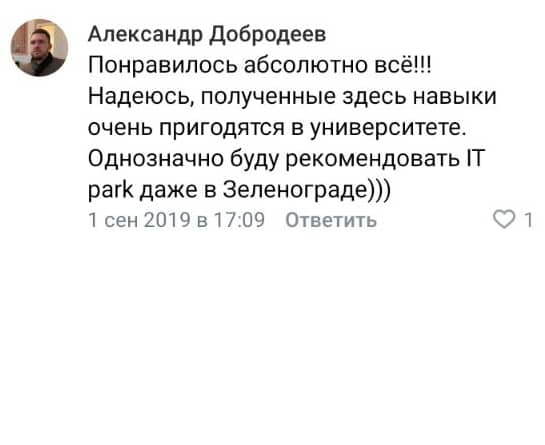 Александр Добродеев
Понравилось абсолютно всё!!!
Надеюсь, полученные здесь навыки
очень пригодятся в университете.
Однозначно буду рекомендовать IT
park даже в Зеленограде)))
1 сен 2019 в 17:09 Ответить 1